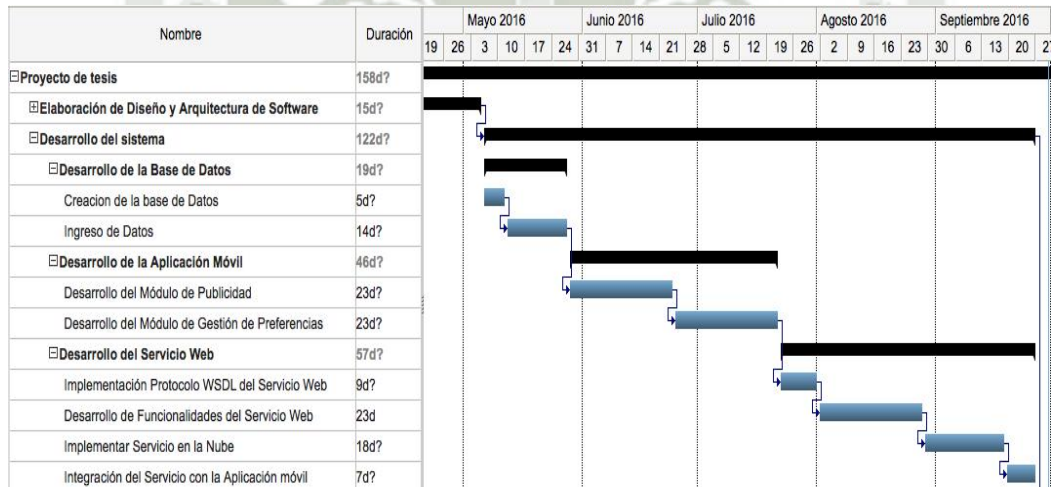 Nombre Duración Mayo 2016 Junio 2016 Julio 2016 Agosto 2016 Septiembre 2016
19 26 3 10 17 24 31 7 14 21 28 5 12 19 26 2 9 16 23 30 6 13 20 27
Proyecto de tesis 158d?
Elaboración de Diseño y Arquitectura de Software 15d?
Desarrollo del sistema 122d?
Desarrollo de la Base de Datos 19d?
Creacion de la base de Datos 5d?
Ingreso de Datos 14d?
Desarrollo de la Aplicación Móvil 46d?
Desarrollo del Módulo de Publicidad 23d?
Desarrollo del Módulo de Gestión de Preferencias 23d?
Desarrollo del Servicio Web 57d?
Implementación Protocolo WSDL del Servicio Web 9d?
Desarrollo de Funcionalidades del Servicio Web 23d
Implementar Servicio en la Nube 18d?
Integración del Servicio con la Aplicación móvil 7d?